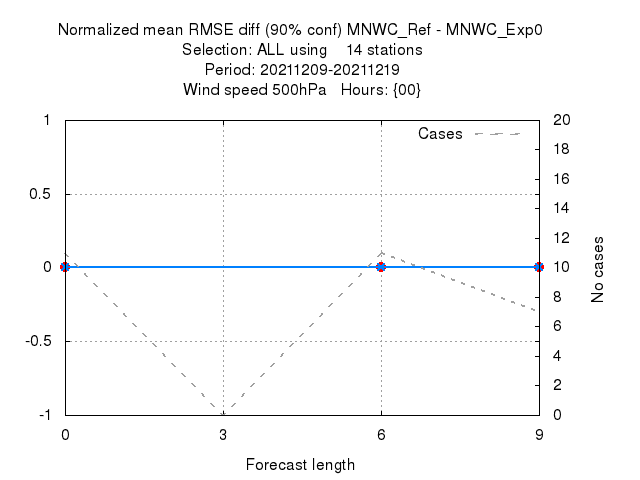 Normalized mean RMSE diff (90% conf) MNWC_Ref - MNWC_Exp0
Selection: ALL using 14 stations
Period: 20211209-20211219
Wind speed 500hPa Hours: {00}
Cases
1
0.5
0
-0.5
-1
20
18
16
14
12
10
8
6
4
2
0
No cases
0 3 6 9
Forecast length